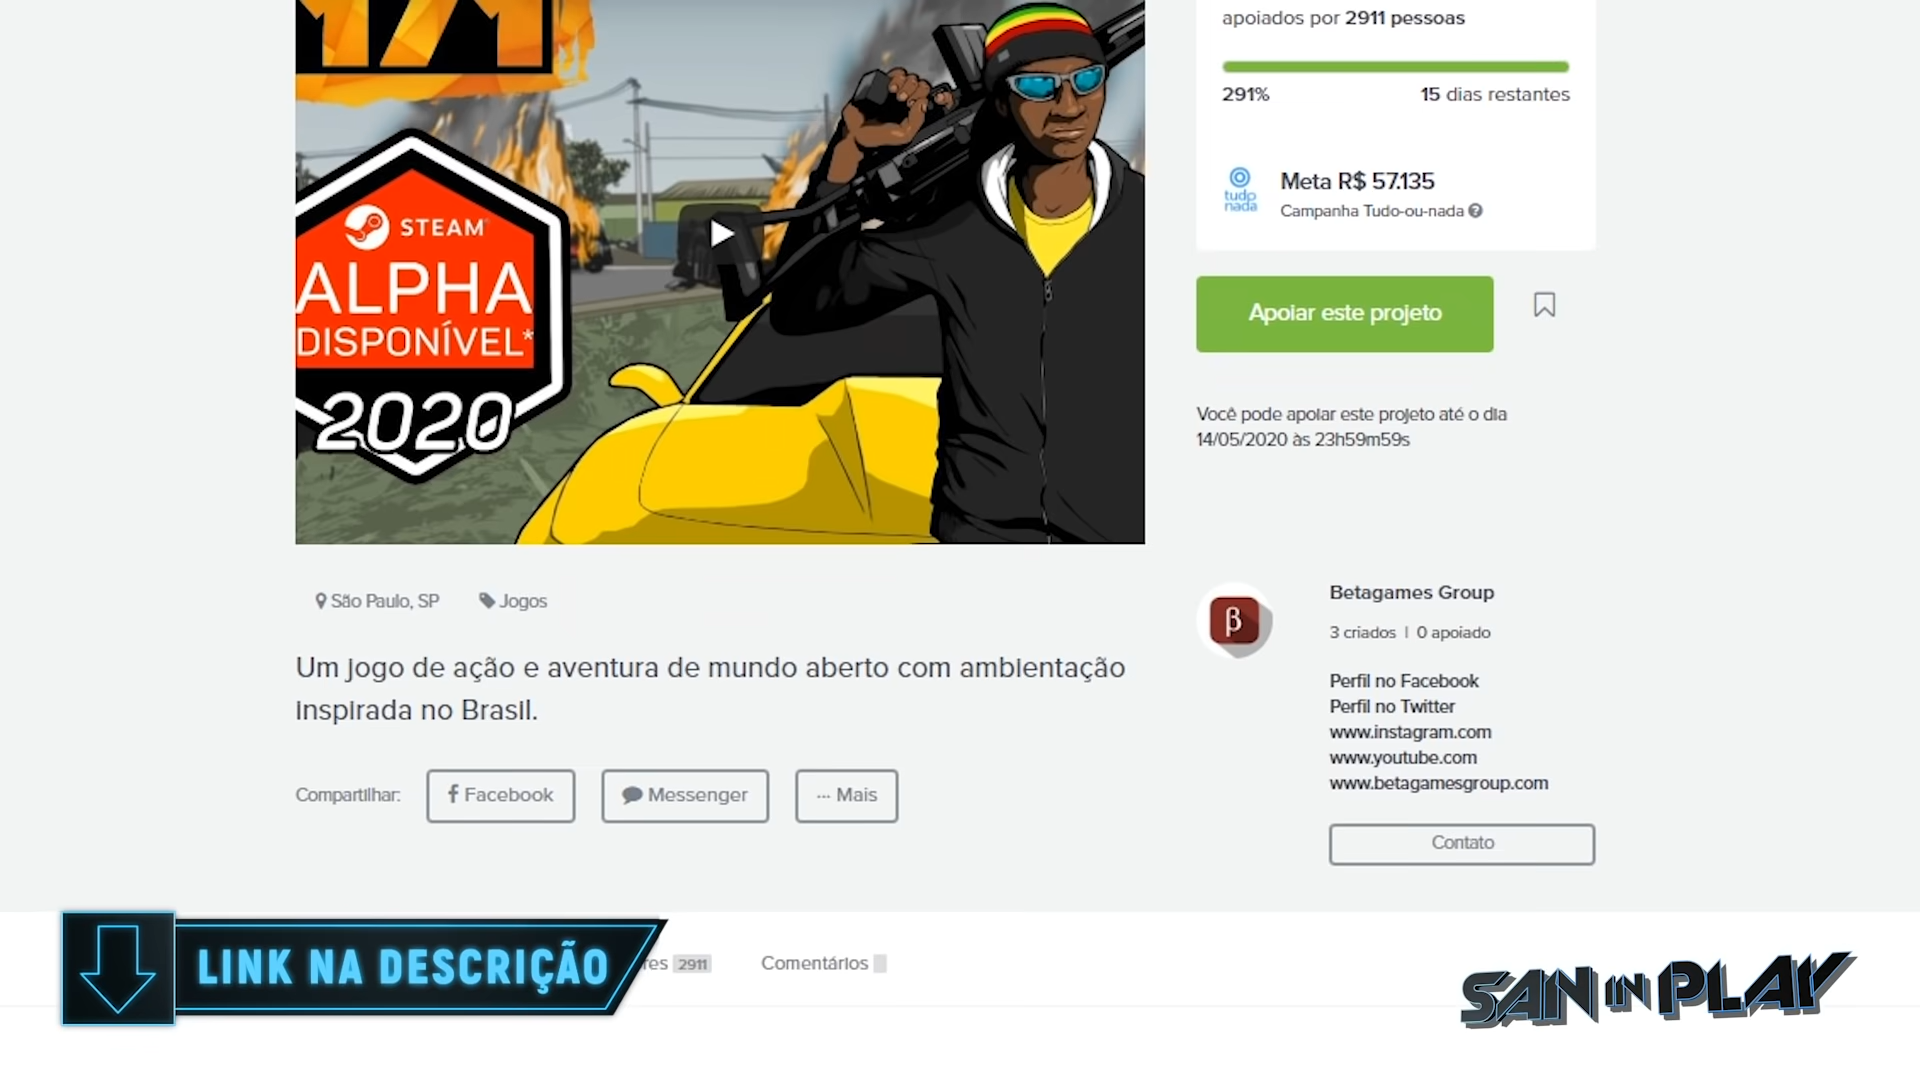 171
apoiados por 2911 pessoas
291%
15 dias restantes
tudo
nada
Meta R$ 57.135
Campanha Tudo-ou-nada
Apoiar este projeto
Você pode apoiar este projeto até o dia
14/05/2020 às 23h59m59s
STEAM
ALPHA
DISPONÍVEL*
2020
São Paulo, SP
Jogos
Um jogo de ação e aventura de mundo aberto com ambientação
inspirada no Brasil.
Compartilhar:
Facebook
Messenger
··· Mais
β
Betagames Group
3 criados | 0 apoiado
Perfil no Facebook
Perfil no Twitter
www.instagram.com
www.youtube.com
www.betagamesgroup.com
Contato
LINK NA DESCRIÇÃO
res 2911
Comentários
SAN IN PLAY